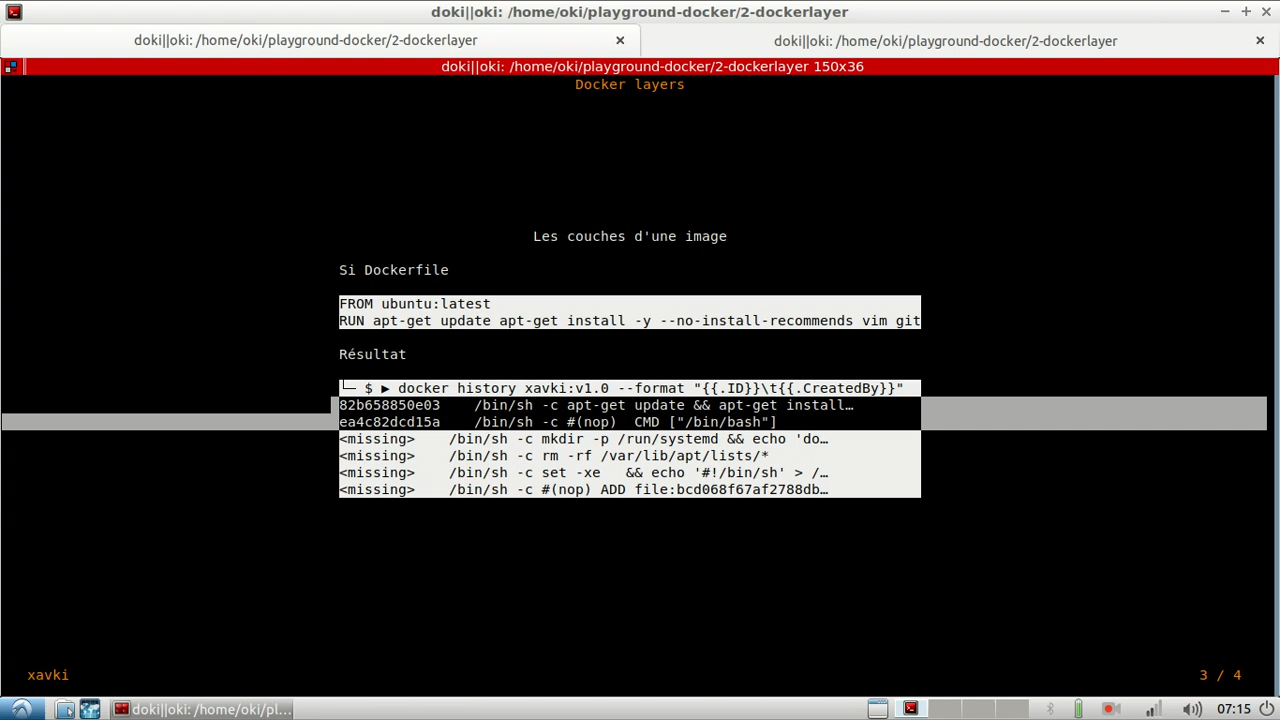 doki||oki: /home/oki/playground-docker/2-dockerlayer
doki||oki: /home/oki/playground-docker/2-dockerlayer
doki||oki: /home/oki/playground-docker/2-dockerlayer
doki||oki: /home/oki/playground-docker/2-dockerlayer 150x36
Docker layers
Les couches d'une image
Si Dockerfile
FROM ubuntu:latest
RUN apt-get update apt-get install -y --no-install-recommends vim git
Résultat
└─ $ ▶ docker history xavki:v1.0 --format "{{.ID}}\t{{.CreatedBy}}"
82b658850e03    /bin/sh -c apt-get update && apt-get install…
ea4c82dcd15a    /bin/sh -c #(nop)  CMD ["/bin/bash"]
<missing>    /bin/sh -c mkdir -p /run/systemd && echo 'do…
<missing>    /bin/sh -c rm -rf /var/lib/apt/lists/*
<missing>    /bin/sh -c set -xe   && echo '#!/bin/sh' > /…
<missing>    /bin/sh -c #(nop) ADD file:bcd068f67af2788db…
xavki
3 / 4
doki||oki: /home/oki/pl...
07:15